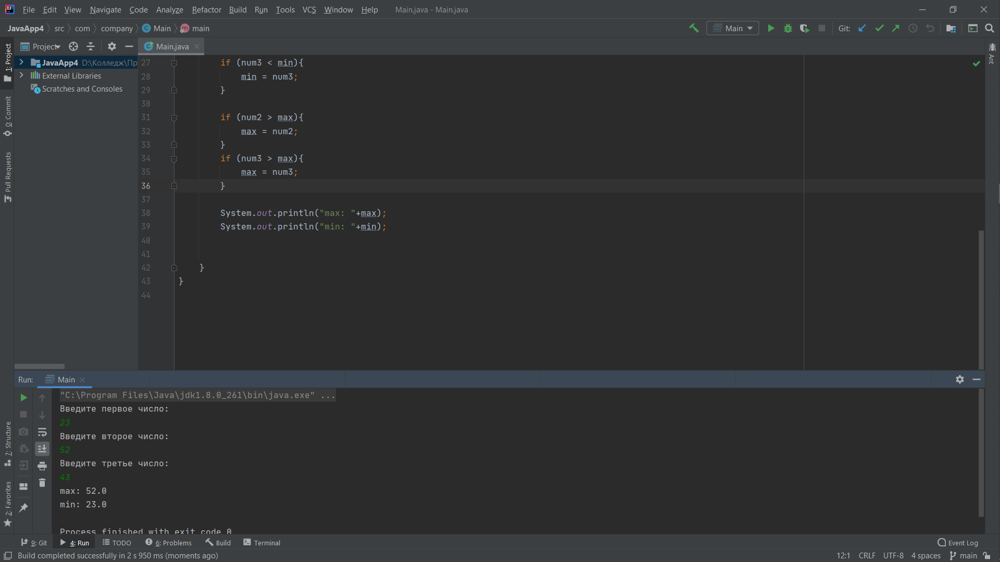 File Edit View Navigate Code Analyze Refactor Build Run Tools VCS Window Help Main.java - Main.java
JavaApp4 src com company Main main Main Git:
1: Project
0: Commit
Pull Requests
7: Structure
2: Favorites
Ant
Project
JavaApp4 D:\Колледж\Пр
External Libraries
Scratches and Consoles
Main.java
27 if (num3 < min){
28 min = num3;
29 }
30
31 if (num2 > max){
32 max = num2;
33 }
34 if (num3 > max){
35 max = num3;
36 }
37
38 System.out.println("max: "+max);
39 System.out.println("min: "+min);
40
41
42 }
43 }
44
Run: Main
"C:\Program Files\Java\jdk1.8.0_261\bin\java.exe" ...
Введите первое число:
23
Введите второе число:
52
Введите третье число:
43
max: 52.0
min: 23.0
Process finished with exit code 0
9: Git 4: Run TODO 6: Problems Build Terminal Event Log
Build completed successfully in 2 s 950 ms (moments ago) 12:1 CRLF UTF-8 4 spaces main